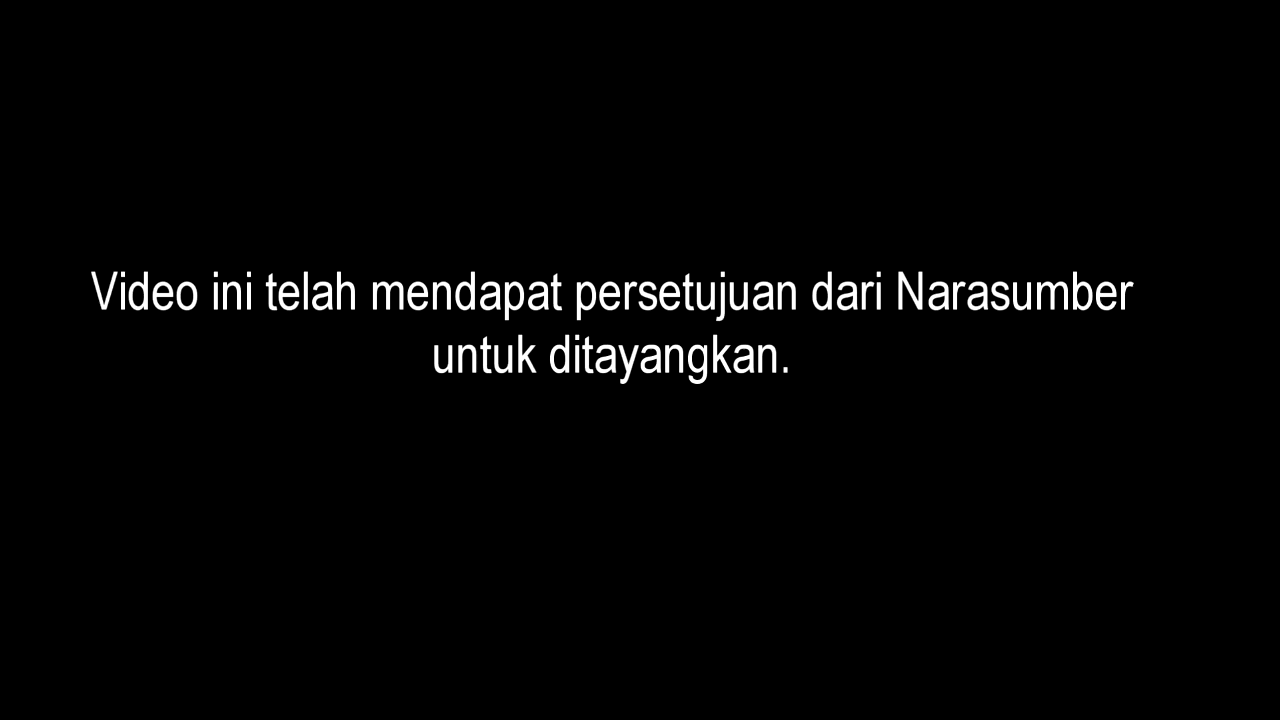 Video ini telah mendapat persetujuan dari Narasumber
untuk ditayangkan.